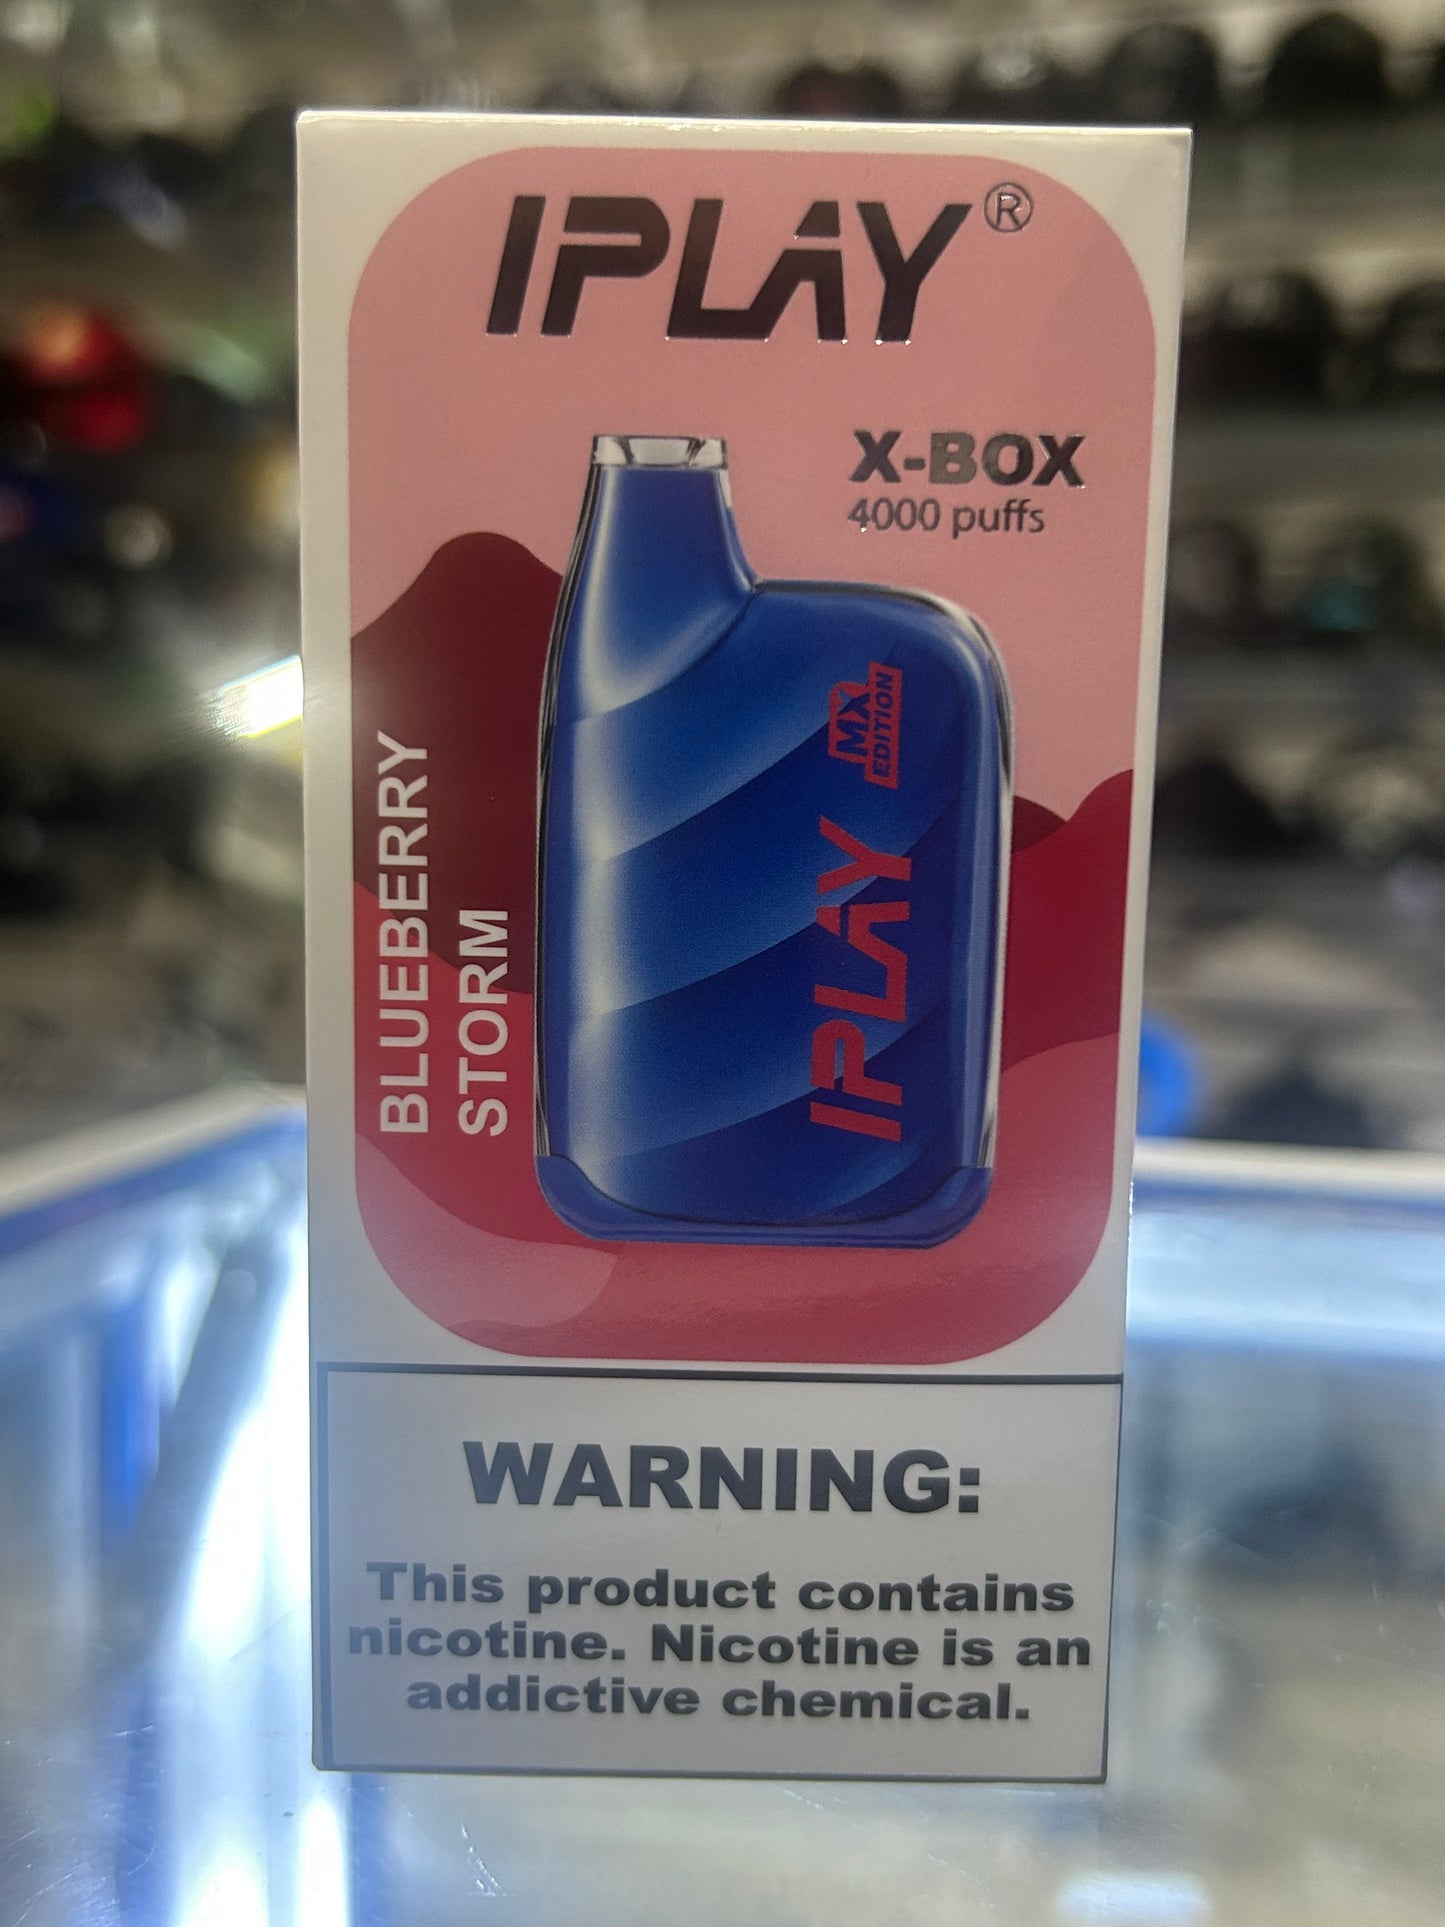 IPLAY®
X-BOX
4000 puffs
BLUEBERRY
STORM
IPLAY
MX
EDITION
WARNING:
This product contains
nicotine. Nicotine is an
addictive chemical.